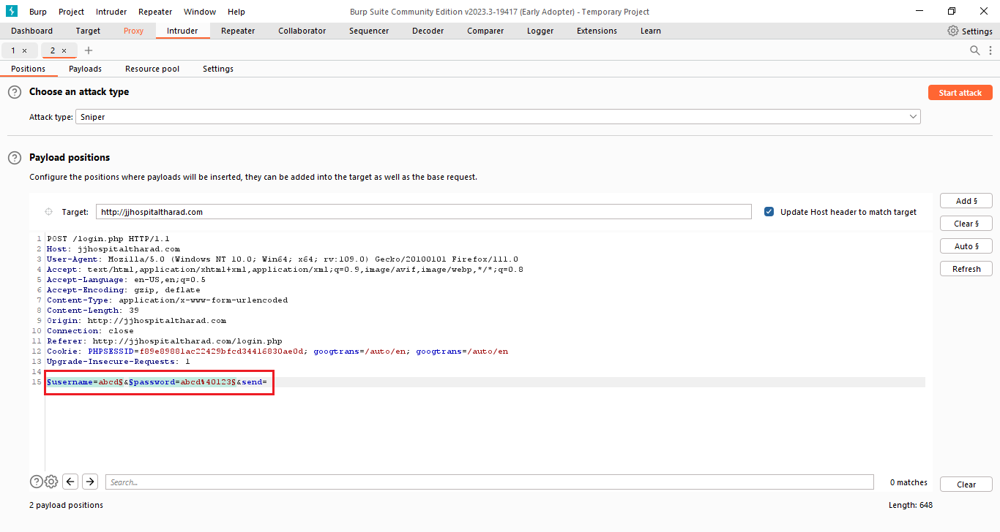 Burp Project Intruder Repeater Window Help Burp Suite Community Edition v2023.3-19417 (Early Adopter) - Temporary Project
Dashboard Target Proxy Intruder Repeater Collaborator Sequencer Decoder Comparer Logger Extensions Learn Settings
1 × 2 × +
Positions Payloads Resource pool Settings
? Choose an attack type Start attack
Attack type: Sniper
? Payload positions
Configure the positions where payloads will be inserted, they can be added into the target as well as the base request.
Add §
Target: http://jjhospitaltharad.com Update Host header to match target
Clear §
Auto §
Refresh
1 POST /login.php HTTP/1.1
2 Host: jjhospitaltharad.com
3 User-Agent: Mozilla/5.0 (Windows NT 10.0; Win64; x64; rv:109.0) Gecko/20100101 Firefox/111.0
4 Accept: text/html,application/xhtml+xml,application/xml;q=0.9,image/avif,image/webp,*/*;q=0.8
5 Accept-Language: en-US,en;q=0.5
6 Accept-Encoding: gzip, deflate
7 Content-Type: application/x-www-form-urlencoded
8 Content-Length: 39
9 Origin: http://jjhospitaltharad.com
10 Connection: close
11 Referer: http://jjhospitaltharad.com/login.php
12 Cookie: PHPSESSID=f89e89881ac22429bfcd34416830ae0d; googtrans=/auto/en; googtrans=/auto/en
13 Upgrade-Insecure-Requests: 1
14
15 §username=abcd§&§password=abcd%40123§&send=
? Search... 0 matches Clear
2 payload positions Length: 648